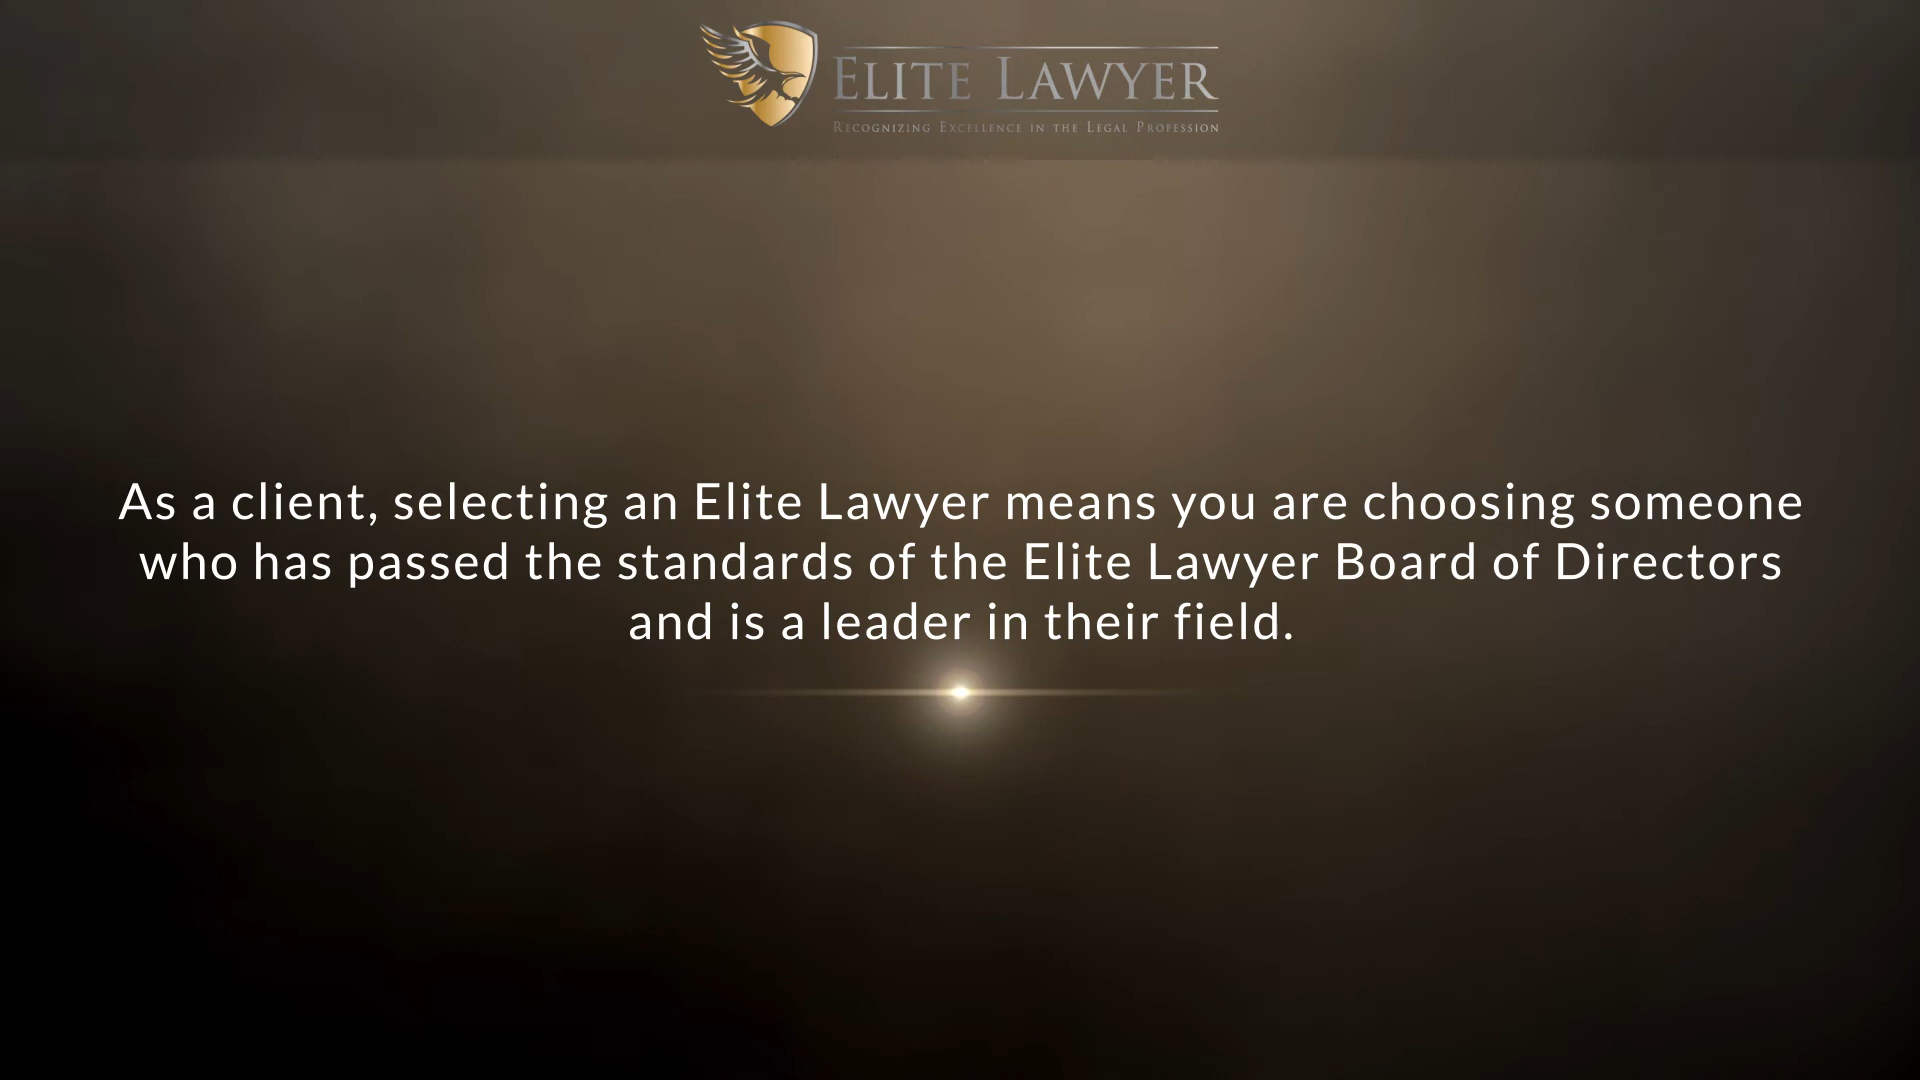 ELITE LAWYER
RECOGNIZING EXCELLENCE IN THE LEGAL PROFESSION
As a client, selecting an Elite Lawyer means you are choosing someone
who has passed the standards of the Elite Lawyer Board of Directors
and is a leader in their field.